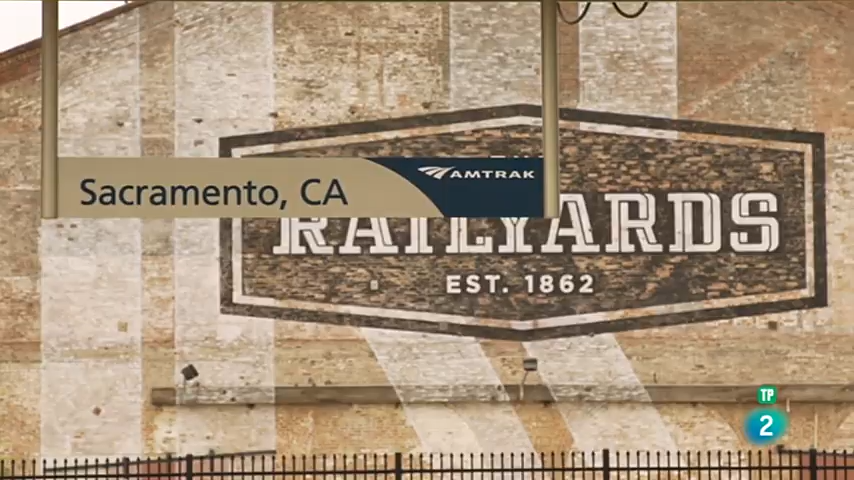 Sacramento, CA
AMTRAK
RAILYARDS
EST. 1862
TP
2